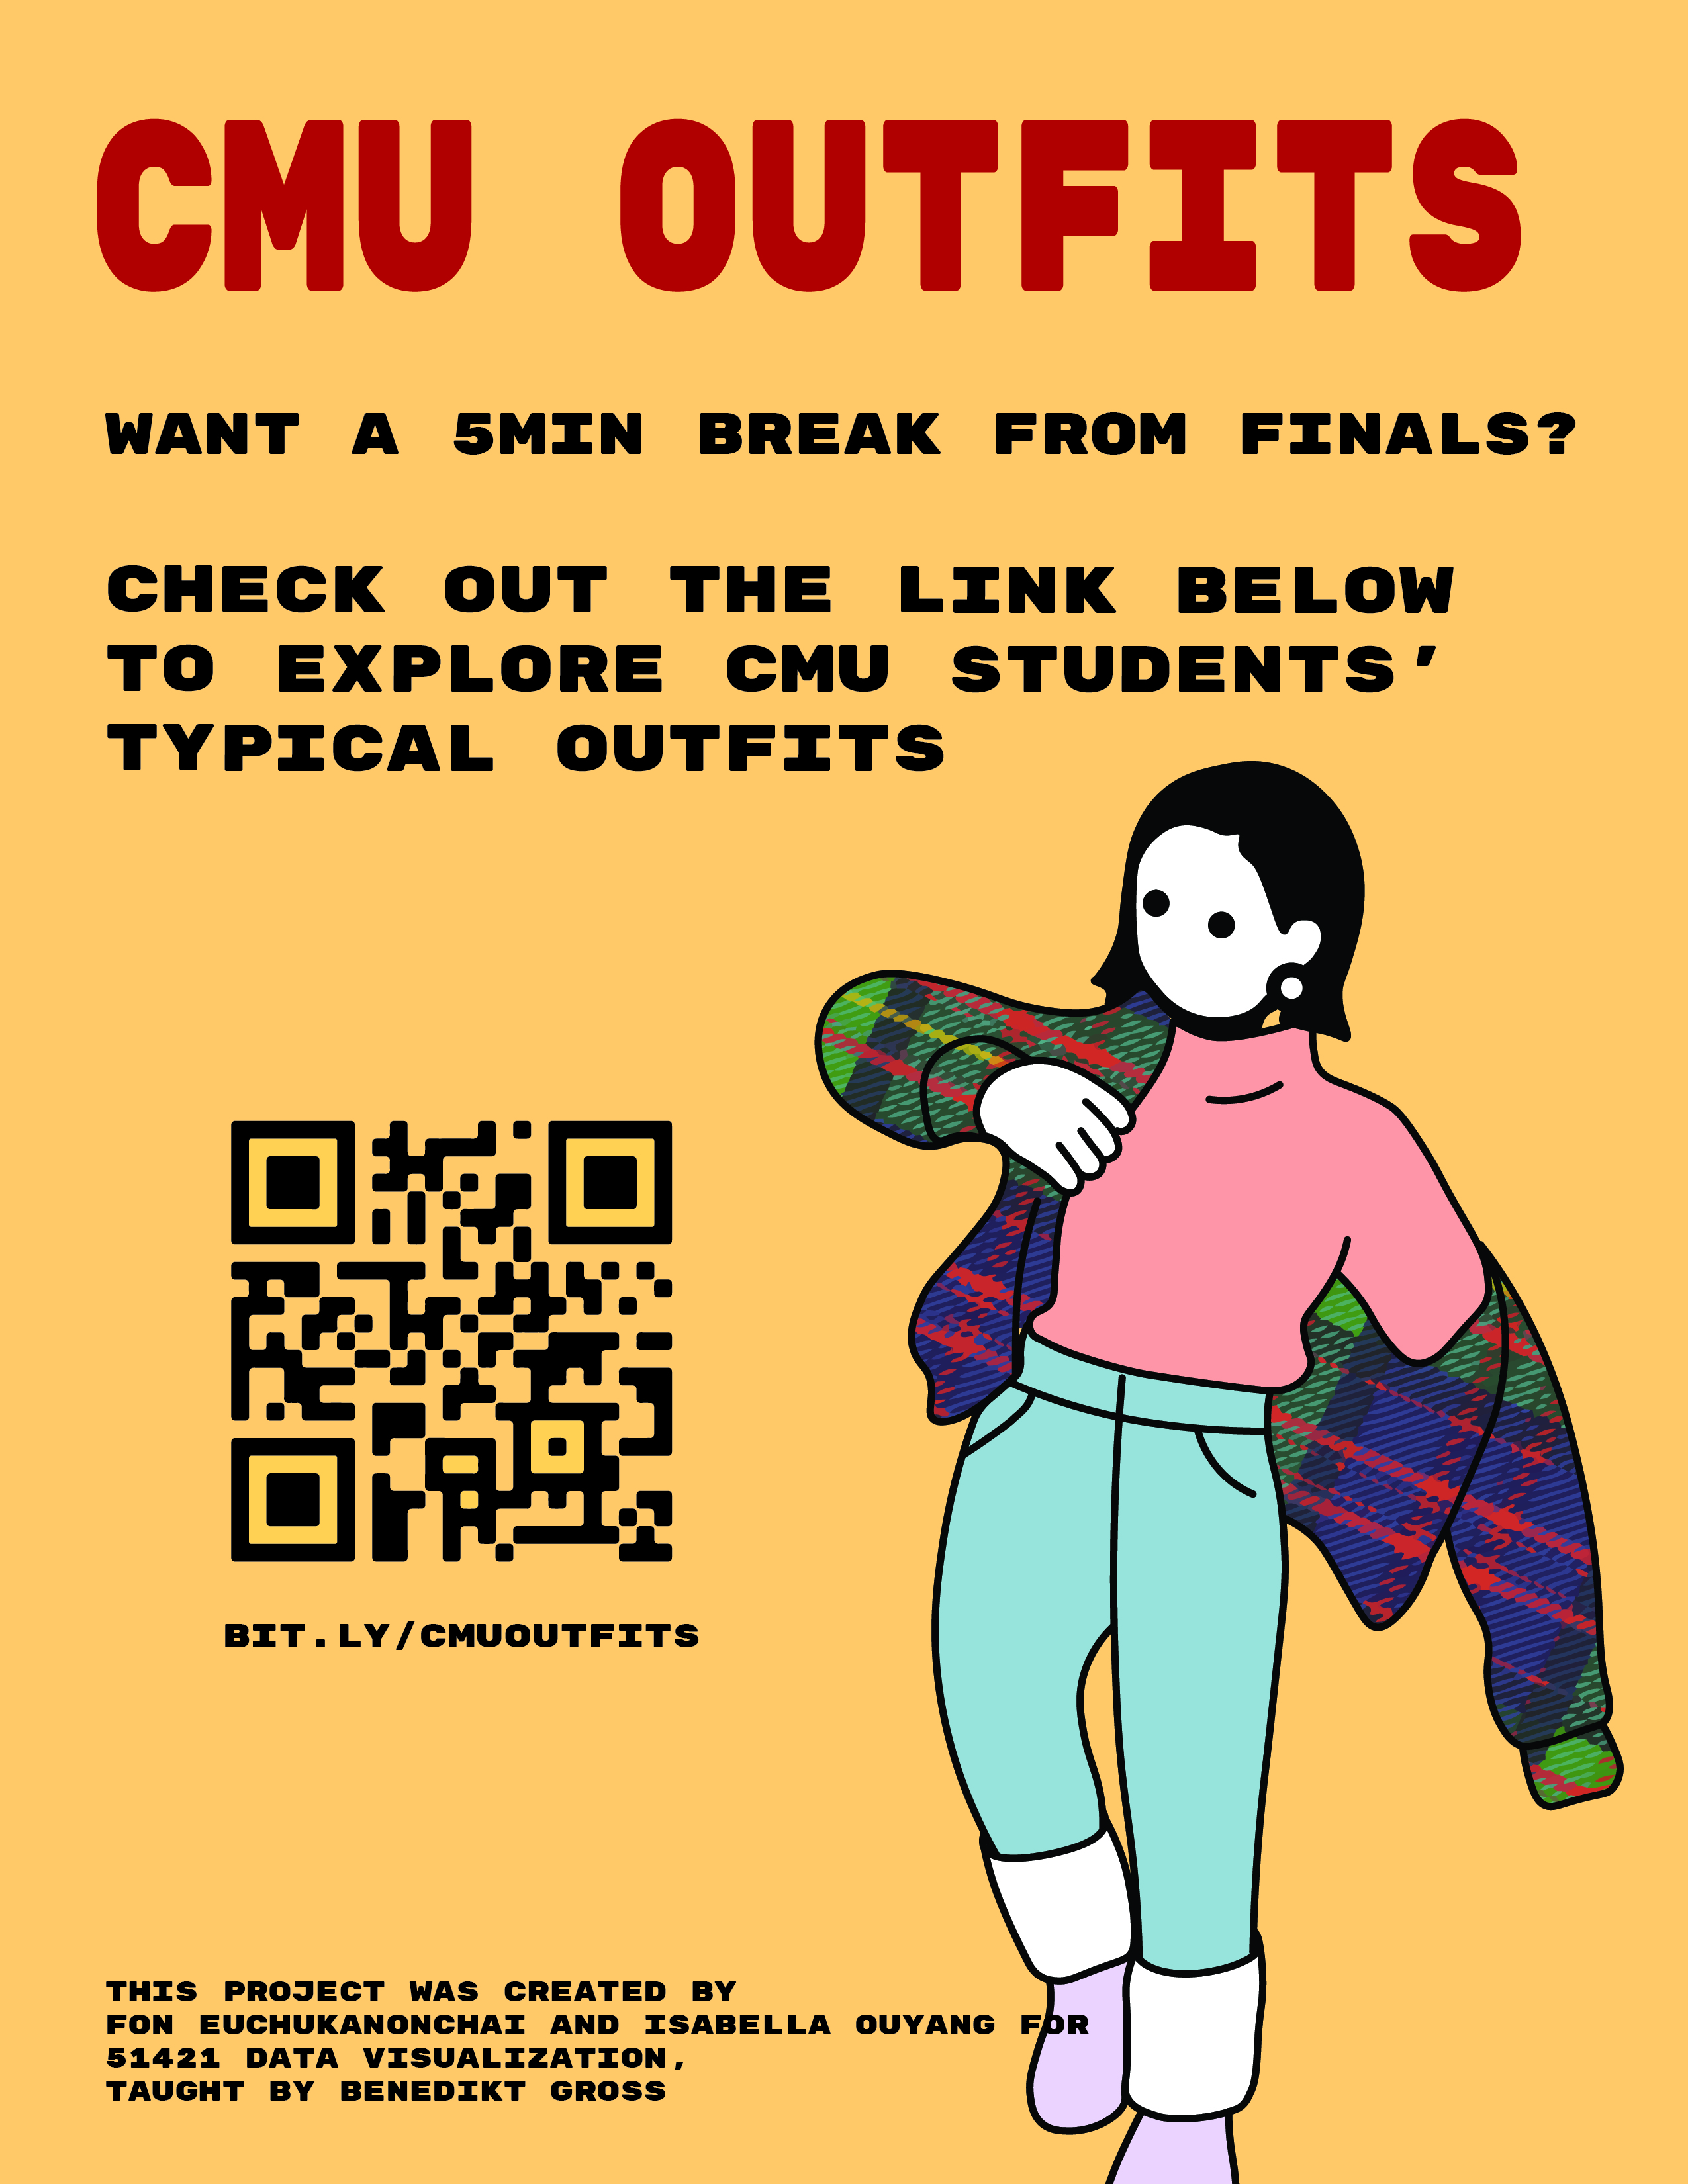 CMU OUTFITS
WANT A 5MIN BREAK FROM FINALS?
CHECK OUT THE LINK BELOW
TO EXPLORE CMU STUDENTS'
TYPICAL OUTFITS
BIT.LY/CMUOUTFITS
THIS PROJECT WAS CREATED BY
FON EUCHUKANONCHAI AND ISABELLA OUYANG FOR
51421 DATA VISUALIZATION,
TAUGHT BY BENEDIKT GROSS